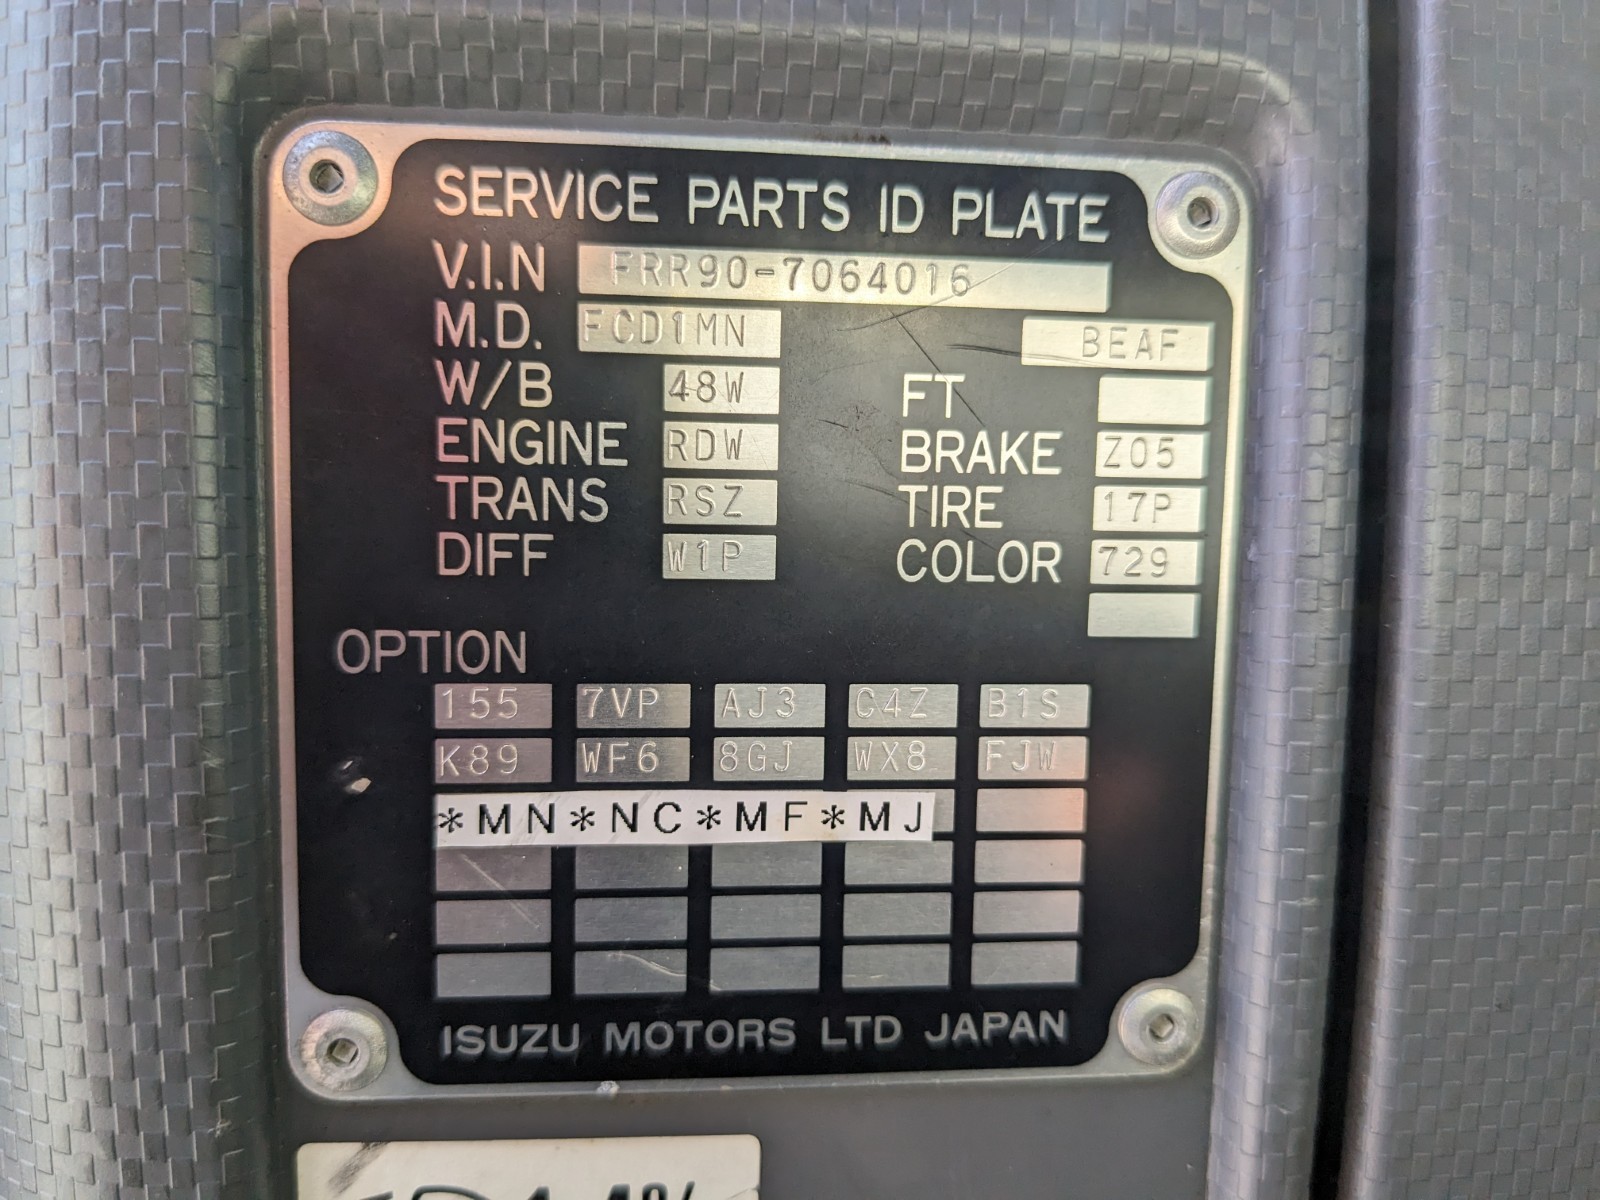 SERVICE PARTS ID PLATE
V.I.N FRR90-7064016
M.D. FCD1MN BEAF
W/B 48W FT
ENGINE RDW BRAKE Z05
TRANS RSZ TIRE 17P
DIFF W1P COLOR 729
OPTION
155 7VP AJ3 C4Z B1S
K89 WF6 8GJ WX8 FJW
*MN*NC*MF*MJ
ISUZU MOTORS LTD JAPAN